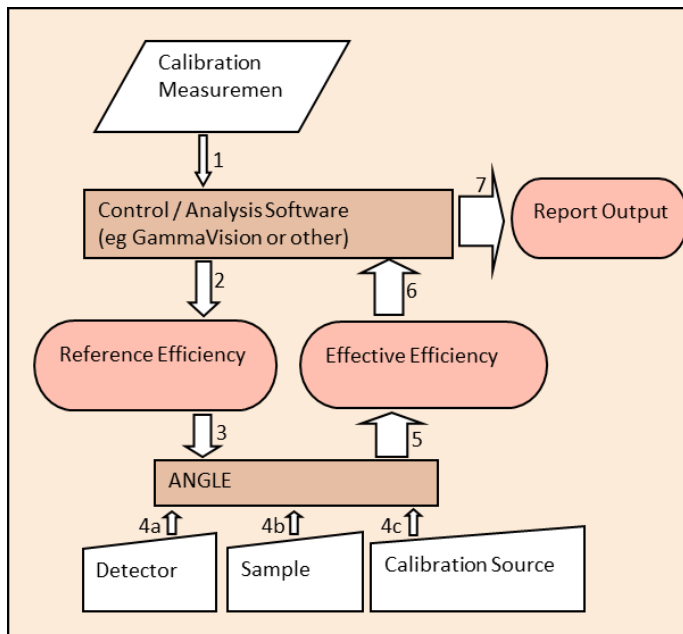 Calibration
Measuremen
1
Control / Analysis Software
(eg GammaVision or other)
7
Report Output
2
6
Reference Efficiency
Effective Efficiency
3
5
ANGLE
4a
4b
4c
Detector
Sample
Calibration Source